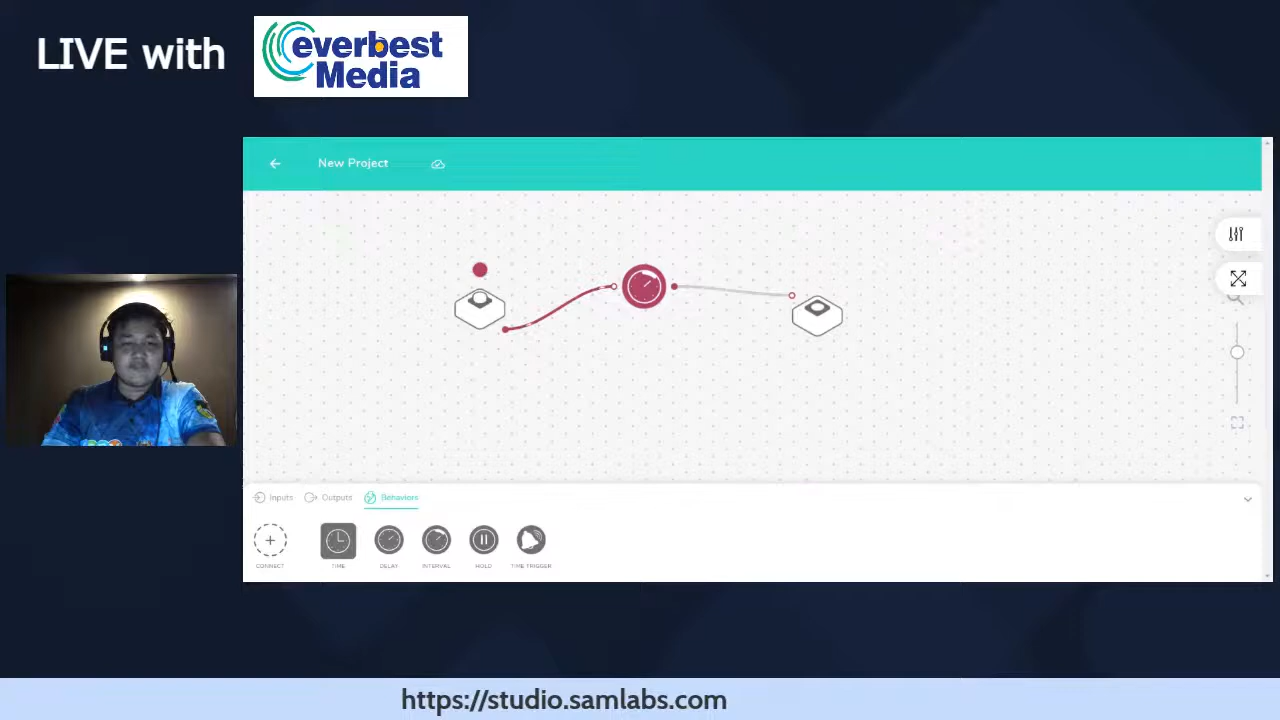 LIVE with
everbest
Media
New Project
Inputs
Outputs
Behaviors
CONNECT
TIME
DELAY
INTERVAL
HOLD
TIME TRIGGER
https://studio.samlabs.com